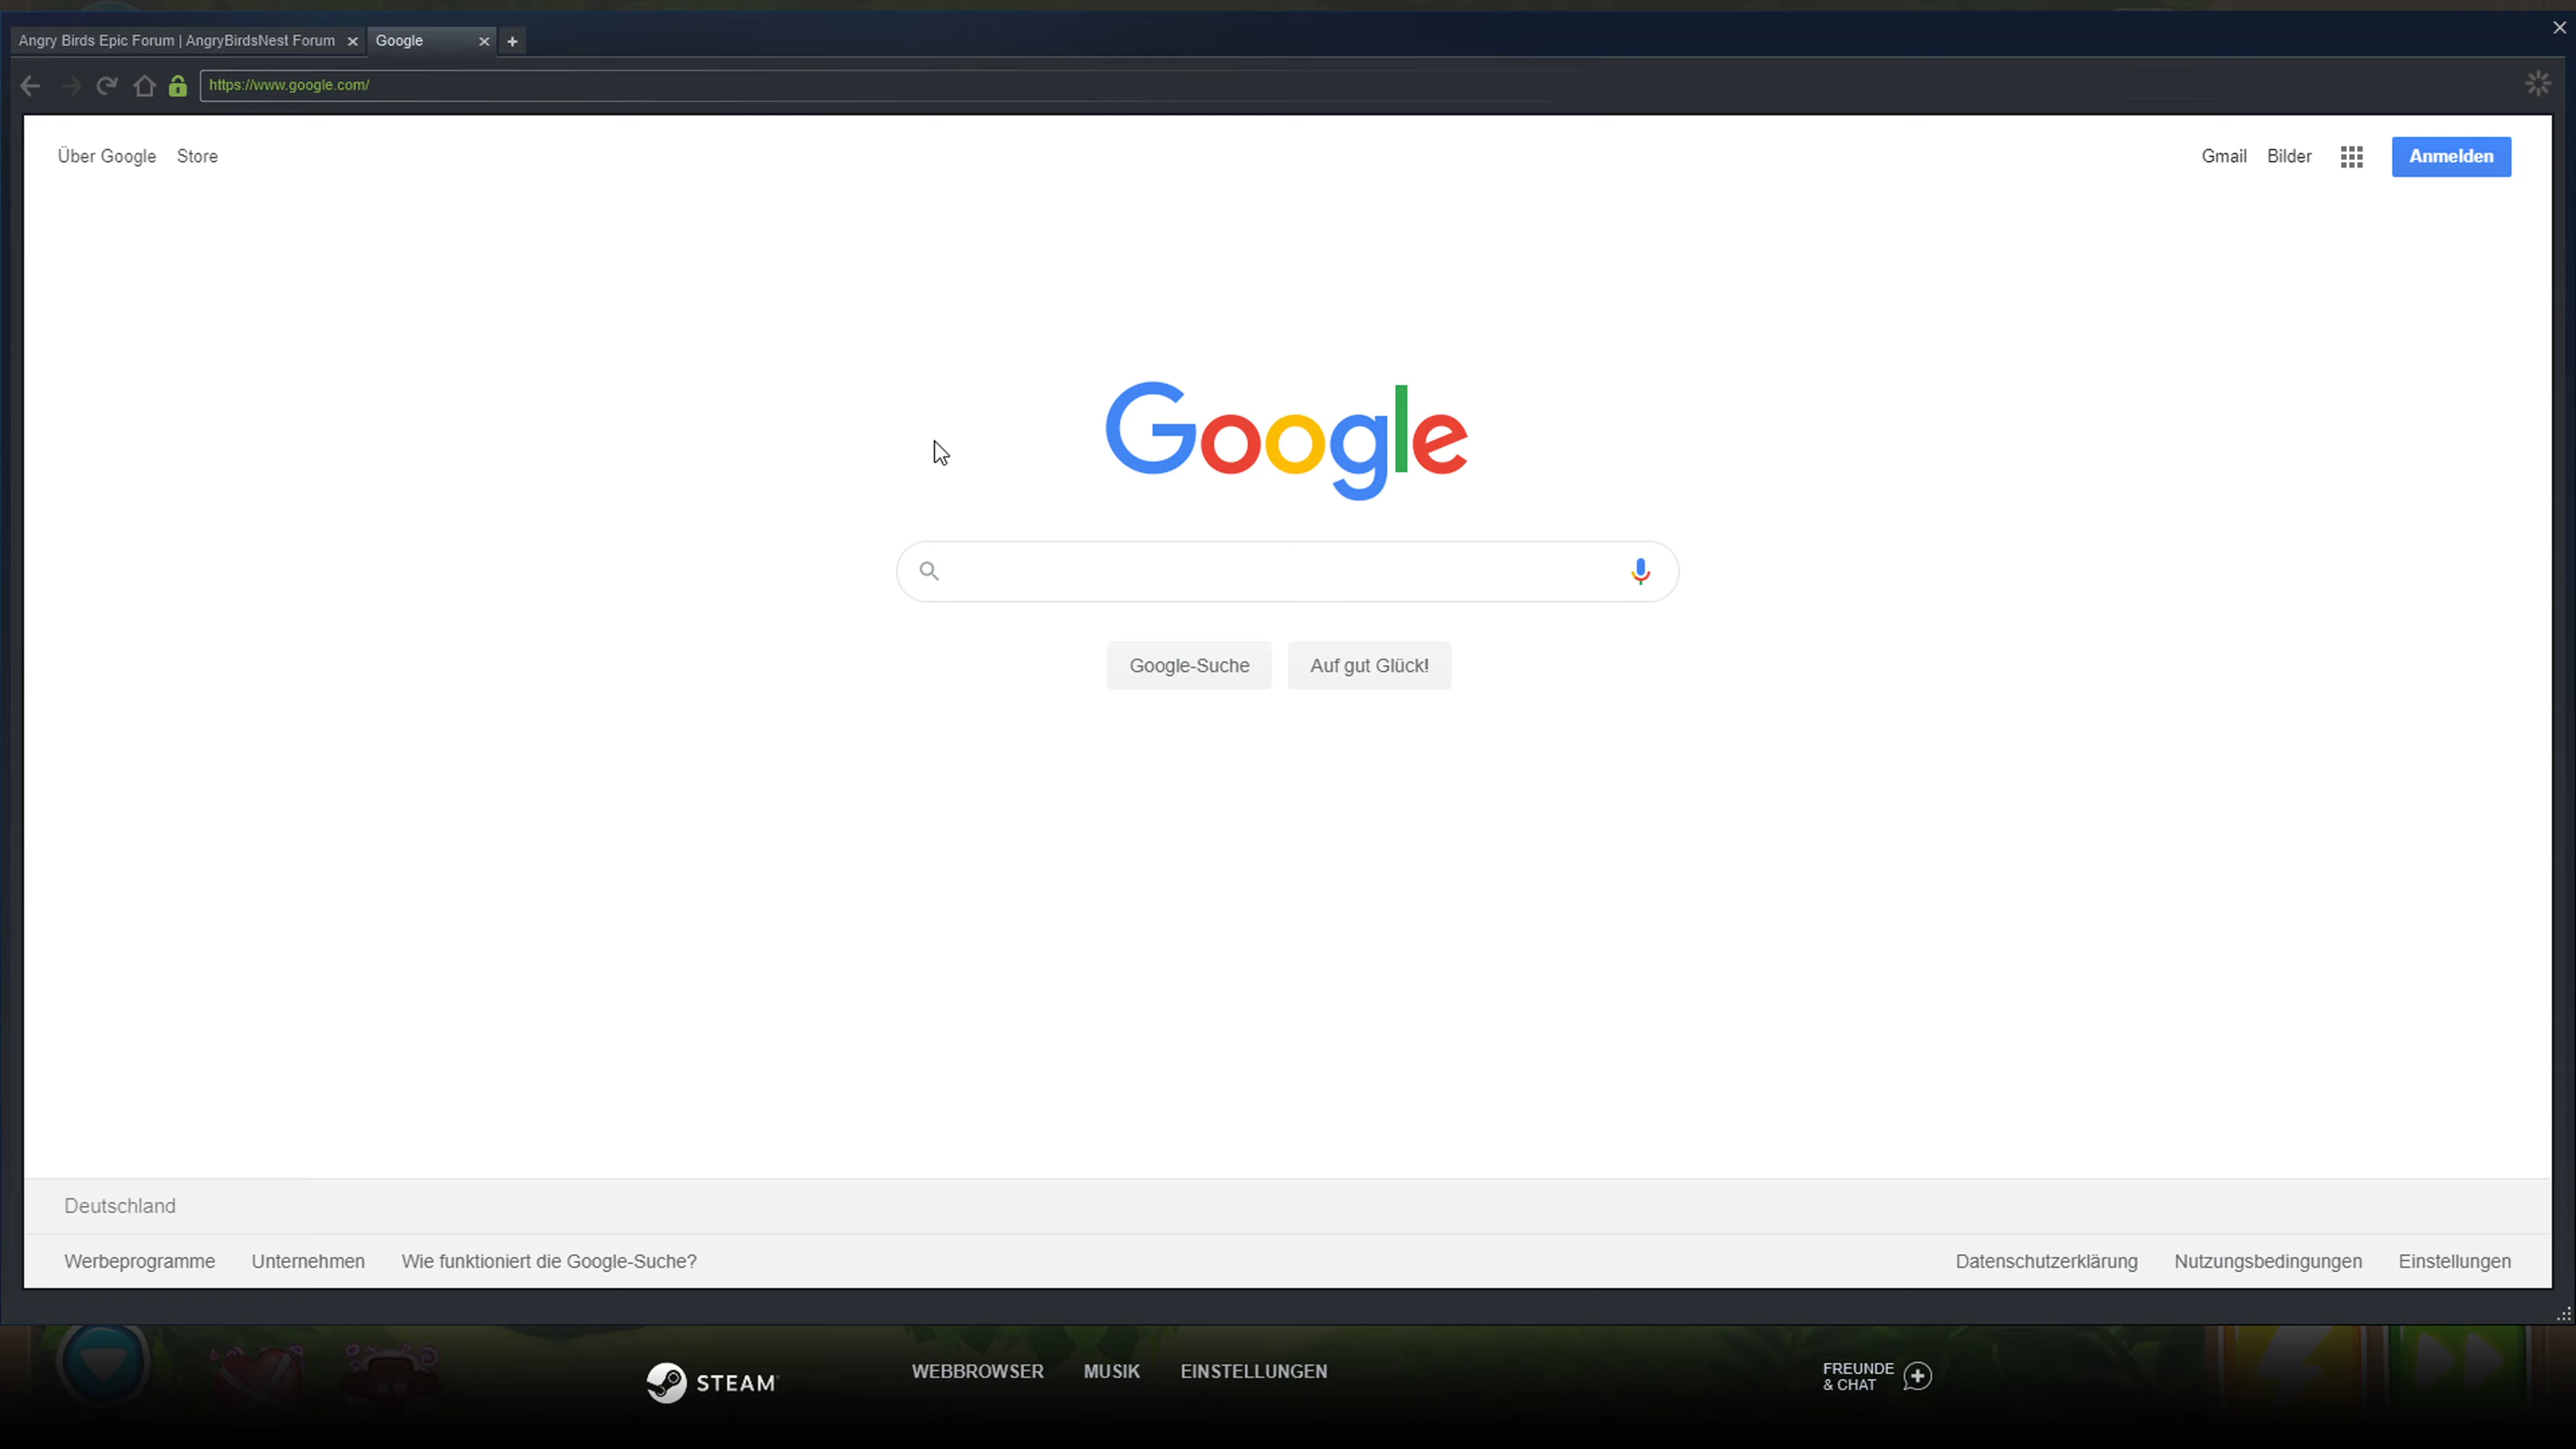 Angry Birds Epic Forum | AngryBirdsNest Forum
Google
https://www.google.com/
Über Google Store
Gmail Bilder Anmelden
Google
Google-Suche Auf gut Glück!
Deutschland
Werbeprogramme Unternehmen Wie funktioniert die Google-Suche?
Datenschutzerklärung Nutzungsbedingungen Einstellungen
STEAM
WEBBROWSER MUSIK EINSTELLUNGEN
FREUNDE
& CHAT